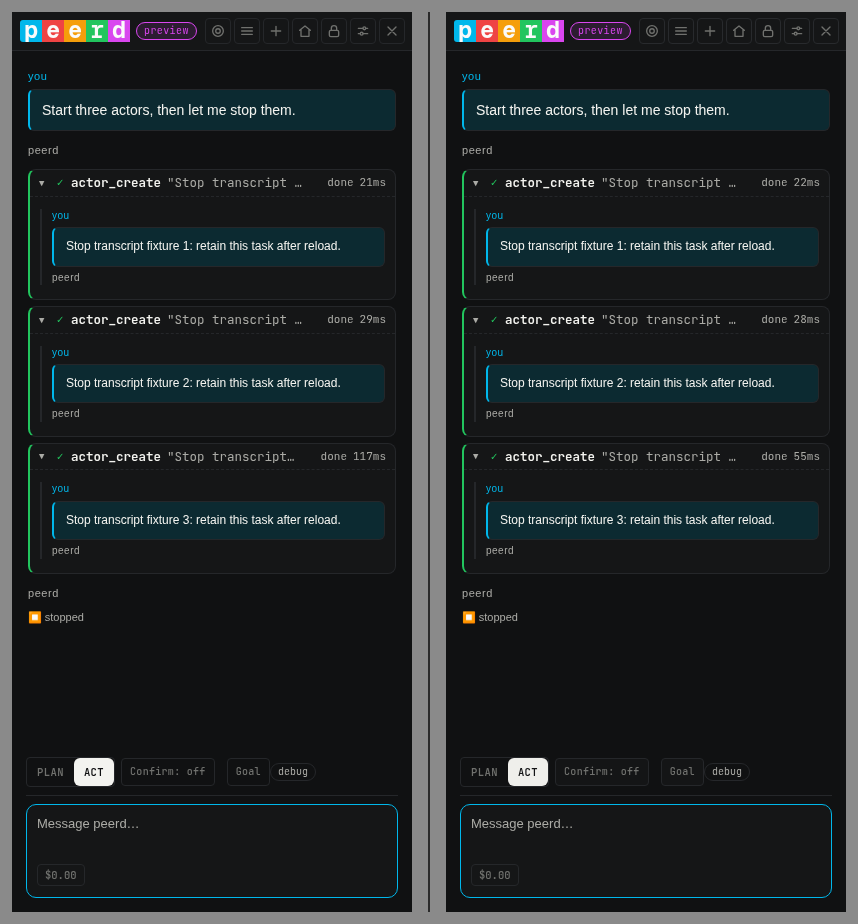 peerd preview
you
Start three actors, then let me stop them.
peerd
▼ ✓ actor_create "Stop transcript … done 21ms
you
Stop transcript fixture 1: retain this task after reload.
peerd
▼ ✓ actor_create "Stop transcript … done 29ms
you
Stop transcript fixture 2: retain this task after reload.
peerd
▼ ✓ actor_create "Stop transcript… done 117ms
you
Stop transcript fixture 3: retain this task after reload.
peerd
peerd
⏹️ stopped
PLAN ACT Confirm: off Goal debug
Message peerd…
$0.00
peerd preview
you
Start three actors, then let me stop them.
peerd
▼ ✓ actor_create "Stop transcript … done 22ms
you
Stop transcript fixture 1: retain this task after reload.
peerd
▼ ✓ actor_create "Stop transcript … done 28ms
you
Stop transcript fixture 2: retain this task after reload.
peerd
▼ ✓ actor_create "Stop transcript … done 55ms
you
Stop transcript fixture 3: retain this task after reload.
peerd
peerd
⏹️ stopped
PLAN ACT Confirm: off Goal debug
Message peerd…
$0.00